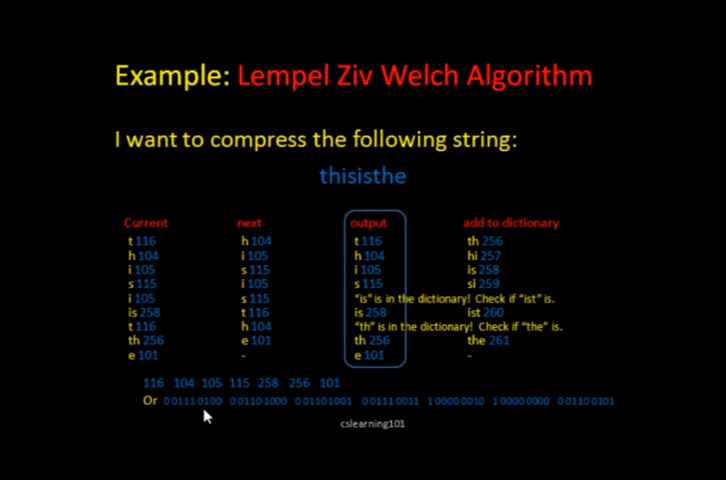 Example: Lempel Ziv Welch Algorithm
I want to compress the following string:
thisisthe
Current next output add to dictionary
t 116 h 104 t 116 th 256
h 104 i 105 h 104 hi 257
i 105 s 115 i 105 is 258
s 115 i 105 s 115 si 259
i 105 s 115 "is" is in the dictionary! Check if "ist" is.
is 258 t 116 is 258 ist 260
t 116 h 104 "th" is in the dictionary! Check if "the" is.
th 256 e 101 th 256 the 261
e 101 - e 101 -
116 104 105 115 258 256 101
Or 001110100 001101000 001101001 001110011 100000010 100000000 001100101
cslearning101